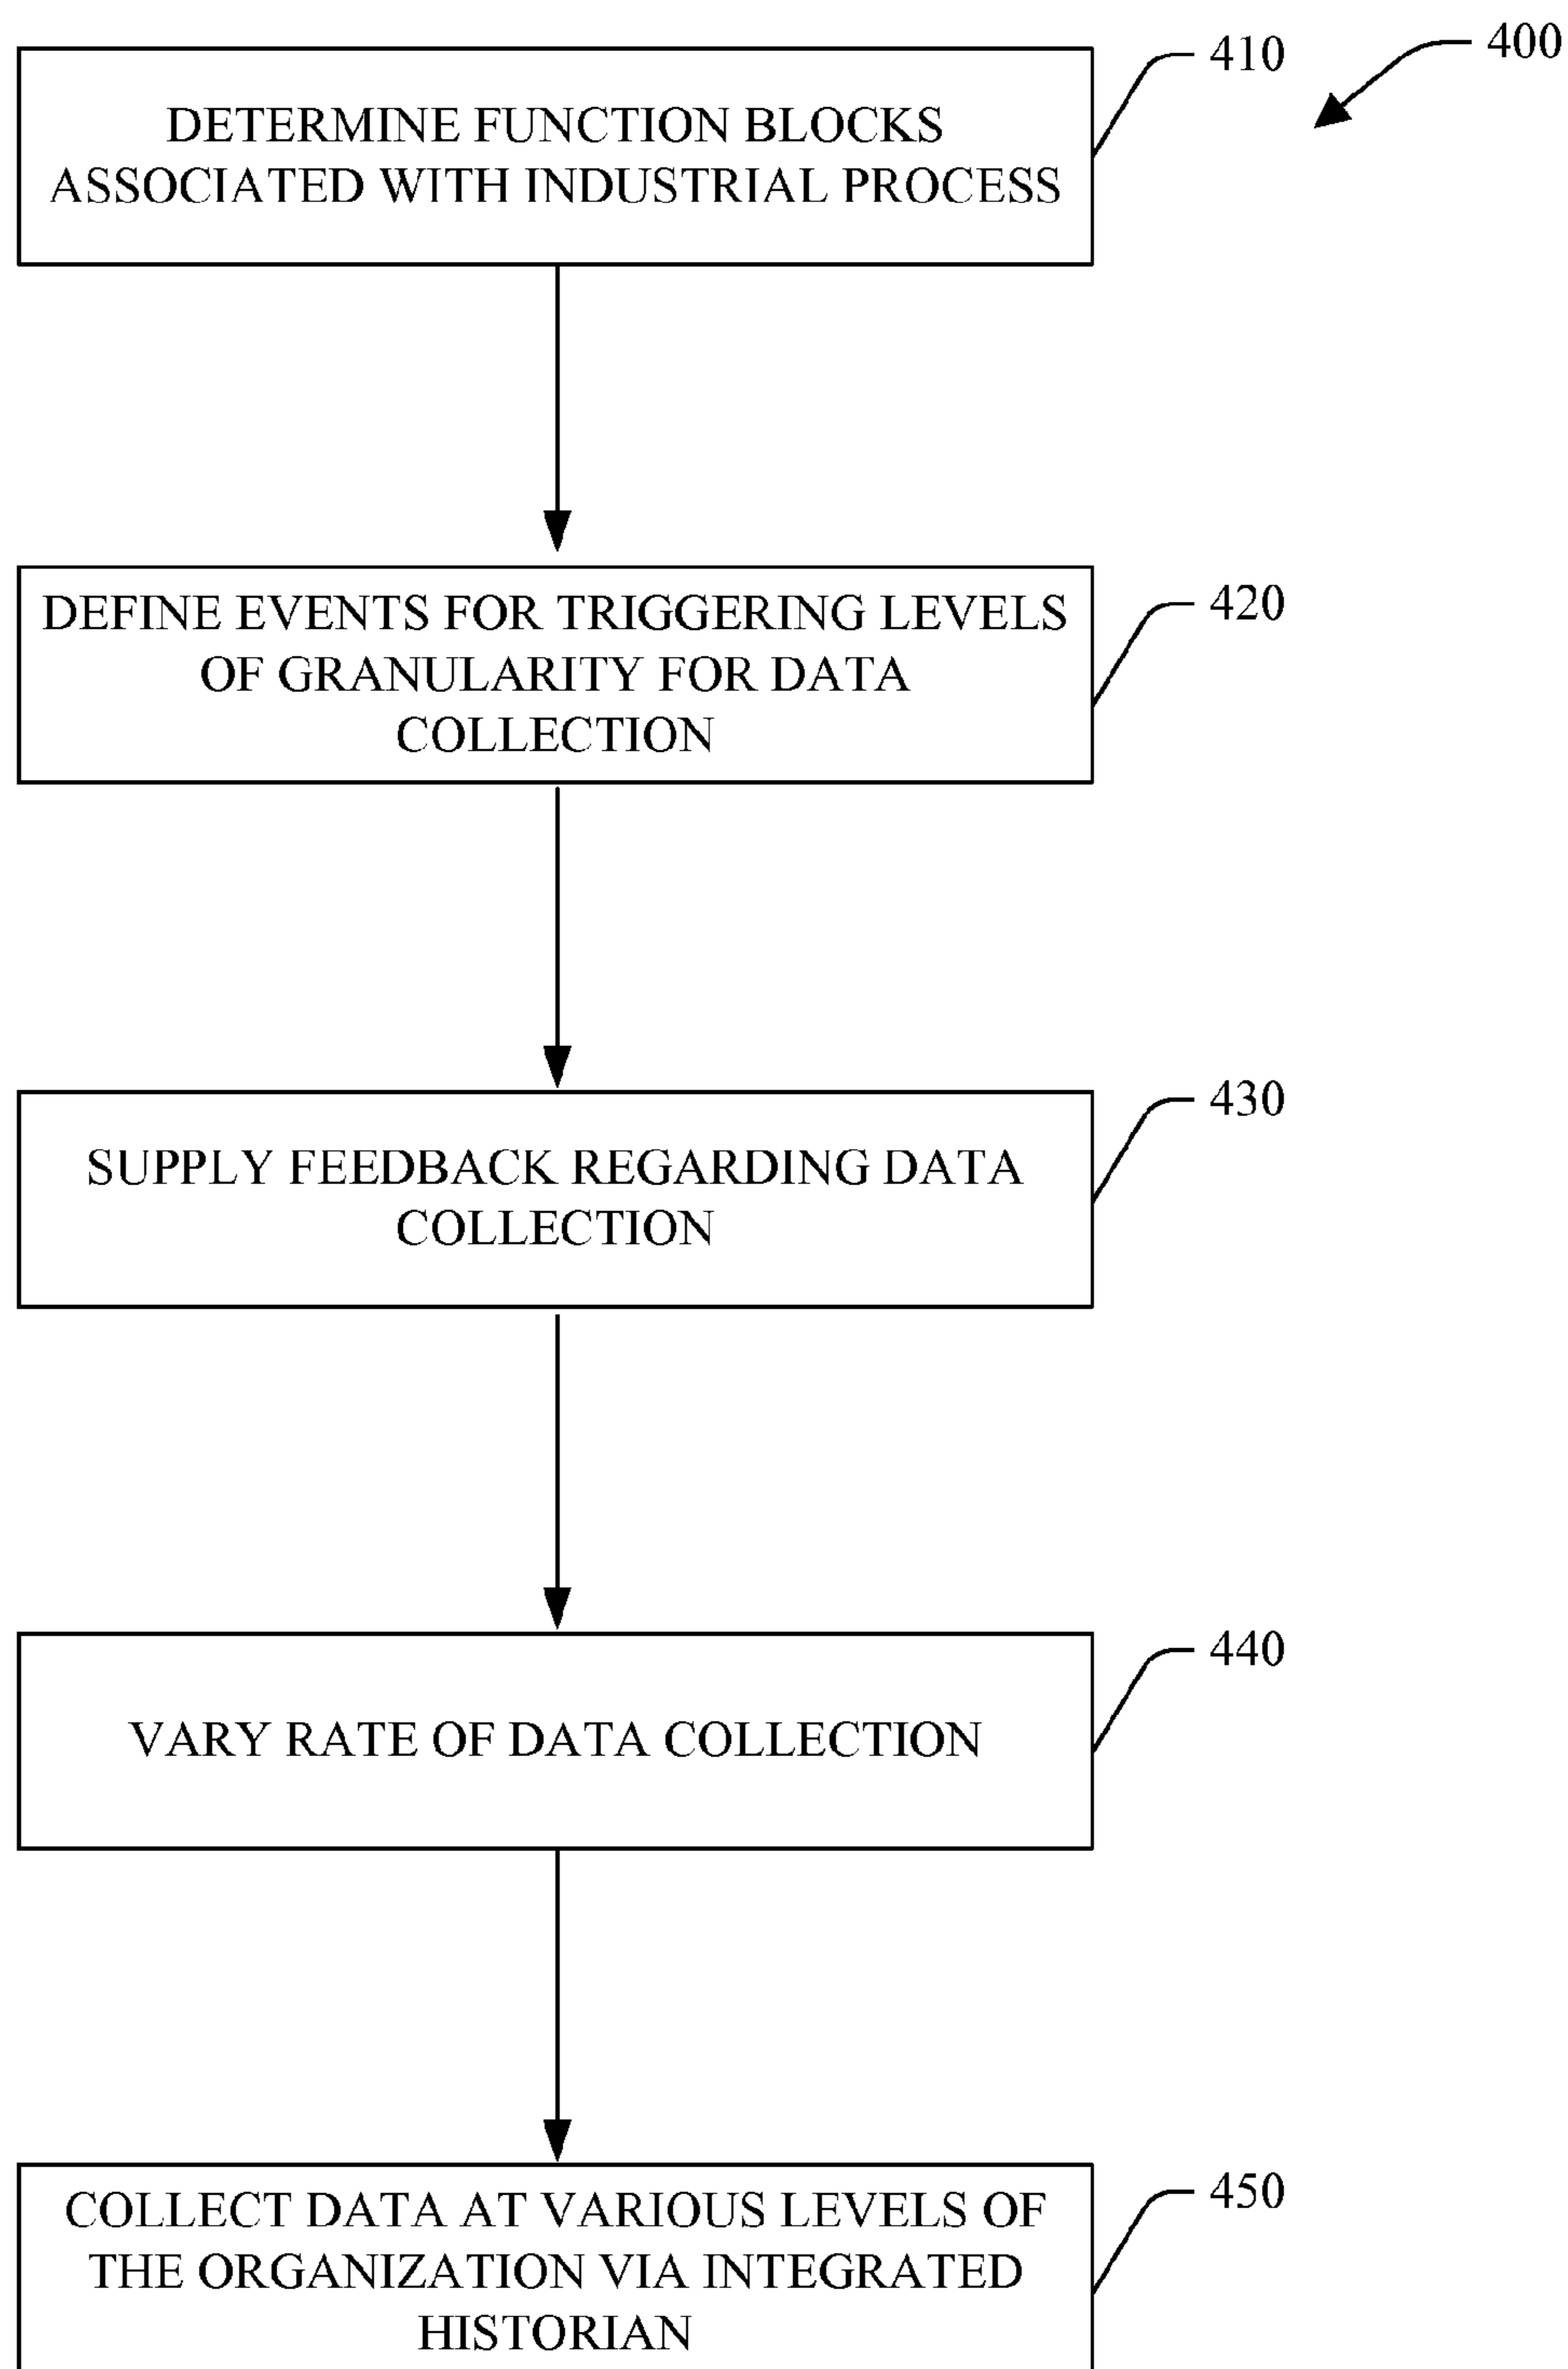 400
410
DETERMINE FUNCTION BLOCKS
ASSOCIATED WITH INDUSTRIAL PROCESS
420
DEFINE EVENTS FOR TRIGGERING LEVELS
OF GRANULARITY FOR DATA
COLLECTION
430
SUPPLY FEEDBACK REGARDING DATA
COLLECTION
440
VARY RATE OF DATA COLLECTION
450
COLLECT DATA AT VARIOUS LEVELS OF
THE ORGANIZATION VIA INTEGRATED
HISTORIAN